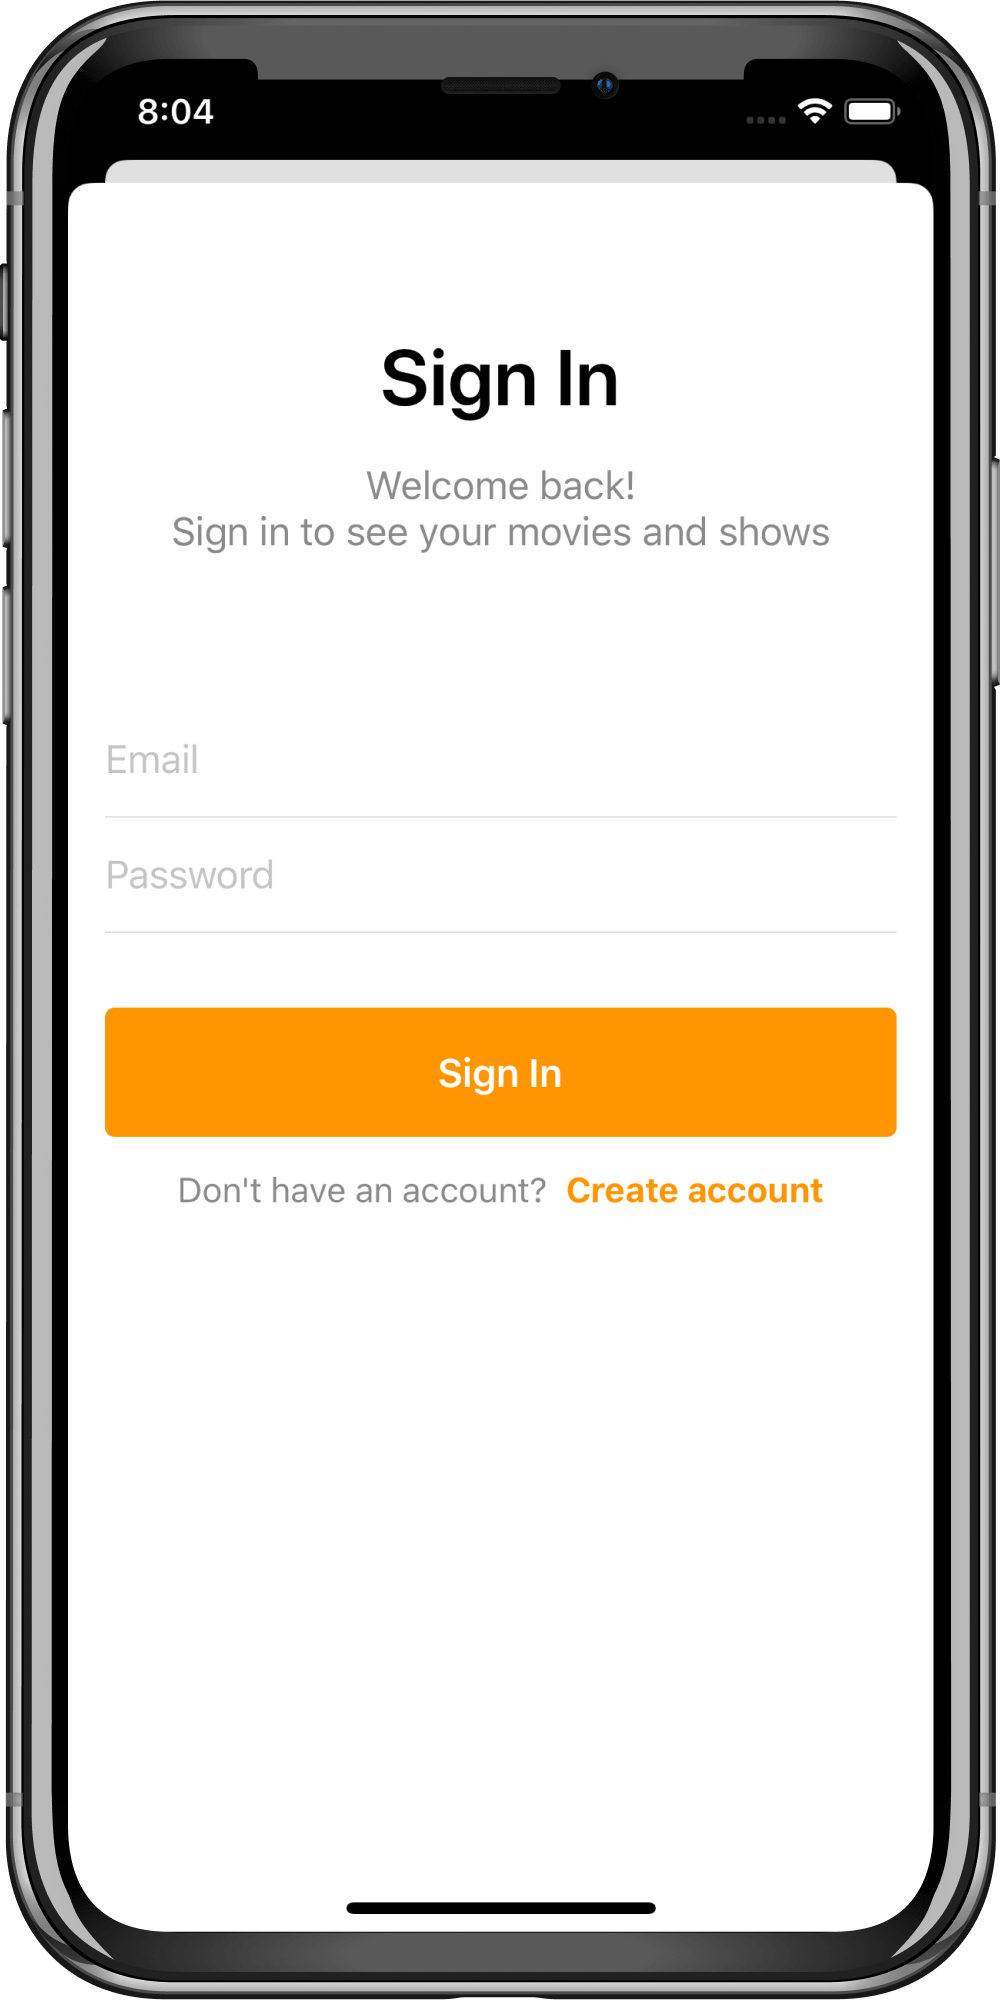 8:04
Sign In
Welcome back!
Sign in to see your movies and shows
Email
Password
Sign In
Don't have an account? Create account